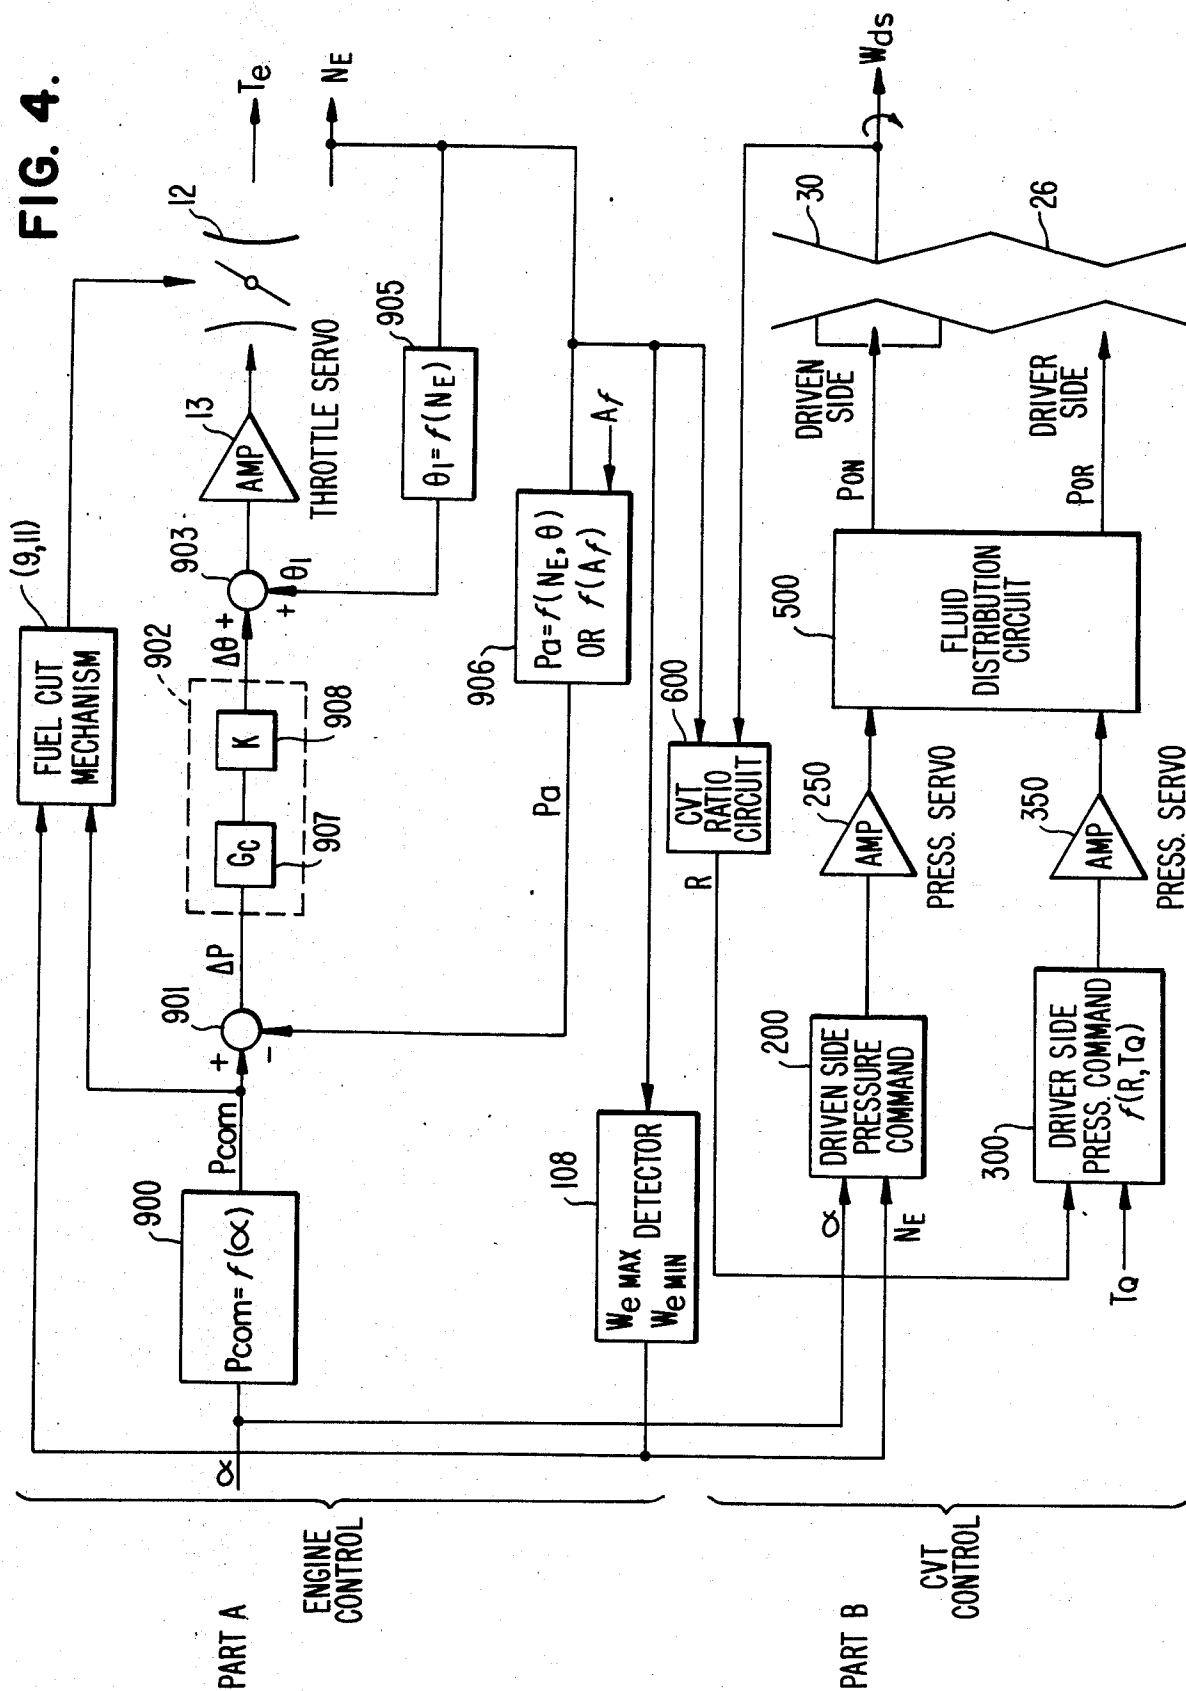 FIG. 4.
PART A
ENGINE
CONTROL
α
900
Pcom= f(α)
Pcom
+
-
901
ΔP
902
GC
907
K
908
Δθ
+
+
903
θ1
AMP
13
THROTTLE SERVO
12
Te
NE
FUEL CUT
MECHANISM
(9,11)
905
θ1= f(NE)
906
Pa= f(NE, θ)
OR f(Af)
Af
Pa
108
We MAX
We MIN
DETECTOR
PART B
CVT
CONTROL
600
CVT
RATIO
CIRCUIT
R
α
NE
200
DRIVEN SIDE
PRESSURE
COMMAND
250
AMP
PRESS. SERVO
TQ
300
DRIVER SIDE
PRESS. COMMAND
f(R, TQ)
350
AMP
PRESS. SERVO
500
FLUID
DISTRIBUTION
CIRCUIT
PON
DRIVEN
SIDE
POR
DRIVER
SIDE
30
26
Wds